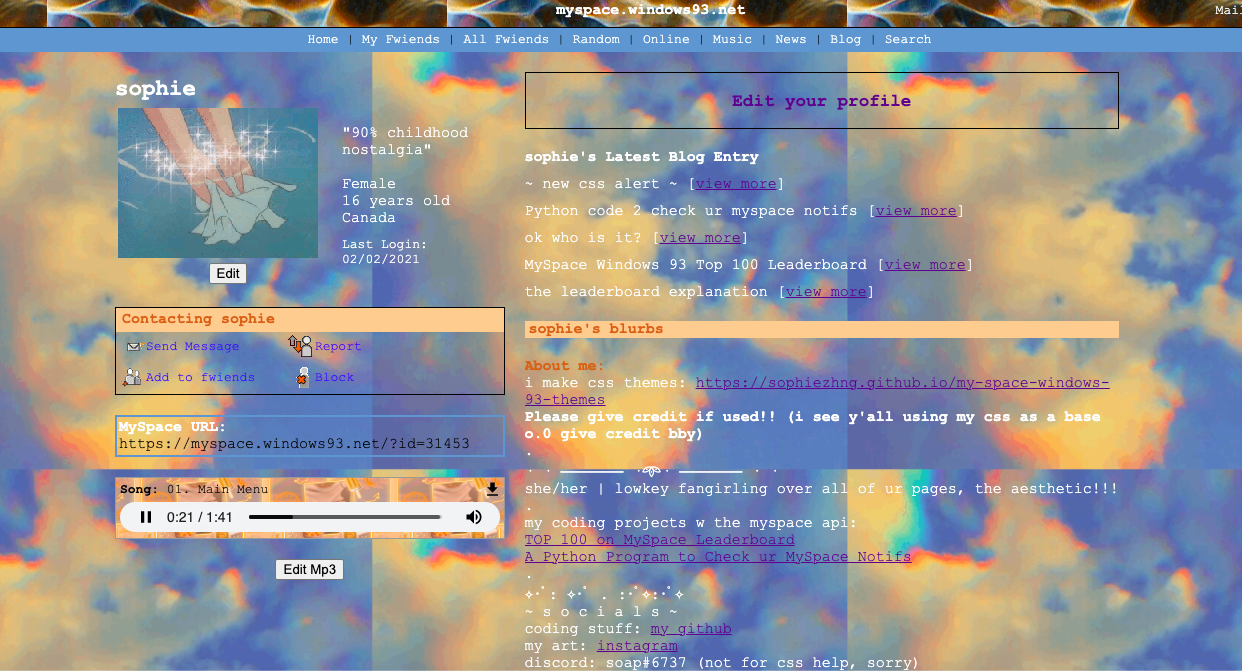 myspace.windows93.net
Mail
Home | My Fwiends | All Fwiends | Random | Online | Music | News | Blog | Search
sophie
"90% childhood
nostalgia"
Female
16 years old
Canada
Last Login:
02/02/2021
Edit
Contacting sophie
Send Message
Report
Add to fwiends
Block
MySpace URL:
https://myspace.windows93.net/?id=31453
Song: 01. Main Menu
0:21 / 1:41
Edit Mp3
Edit your profile
sophie's Latest Blog Entry
~ new css alert ~ [view more]
Python code 2 check ur myspace notifs [view more]
ok who is it? [view more]
MySpace Windows 93 Top 100 Leaderboard [view more]
the leaderboard explanation [view more]
sophie's blurbs
About me:
i make css themes: https://sophiezhng.github.io/my-space-windows-
93-themes
Please give credit if used!! (i see y'all using my css as a base
o.0 give credit bby)
.
she/her | lowkey fangirling over all of ur pages, the aesthetic!!!
.
my coding projects w the myspace api:
TOP 100 on MySpace Leaderboard
A Python Program to Check ur MySpace Notifs
.
✧･ﾟ: ✧･ﾟ . :･ﾟ✧:･ﾟ✧
~ s o c i a l s ~
coding stuff: my github
my art: instagram
discord: soap#6737 (not for css help, sorry)